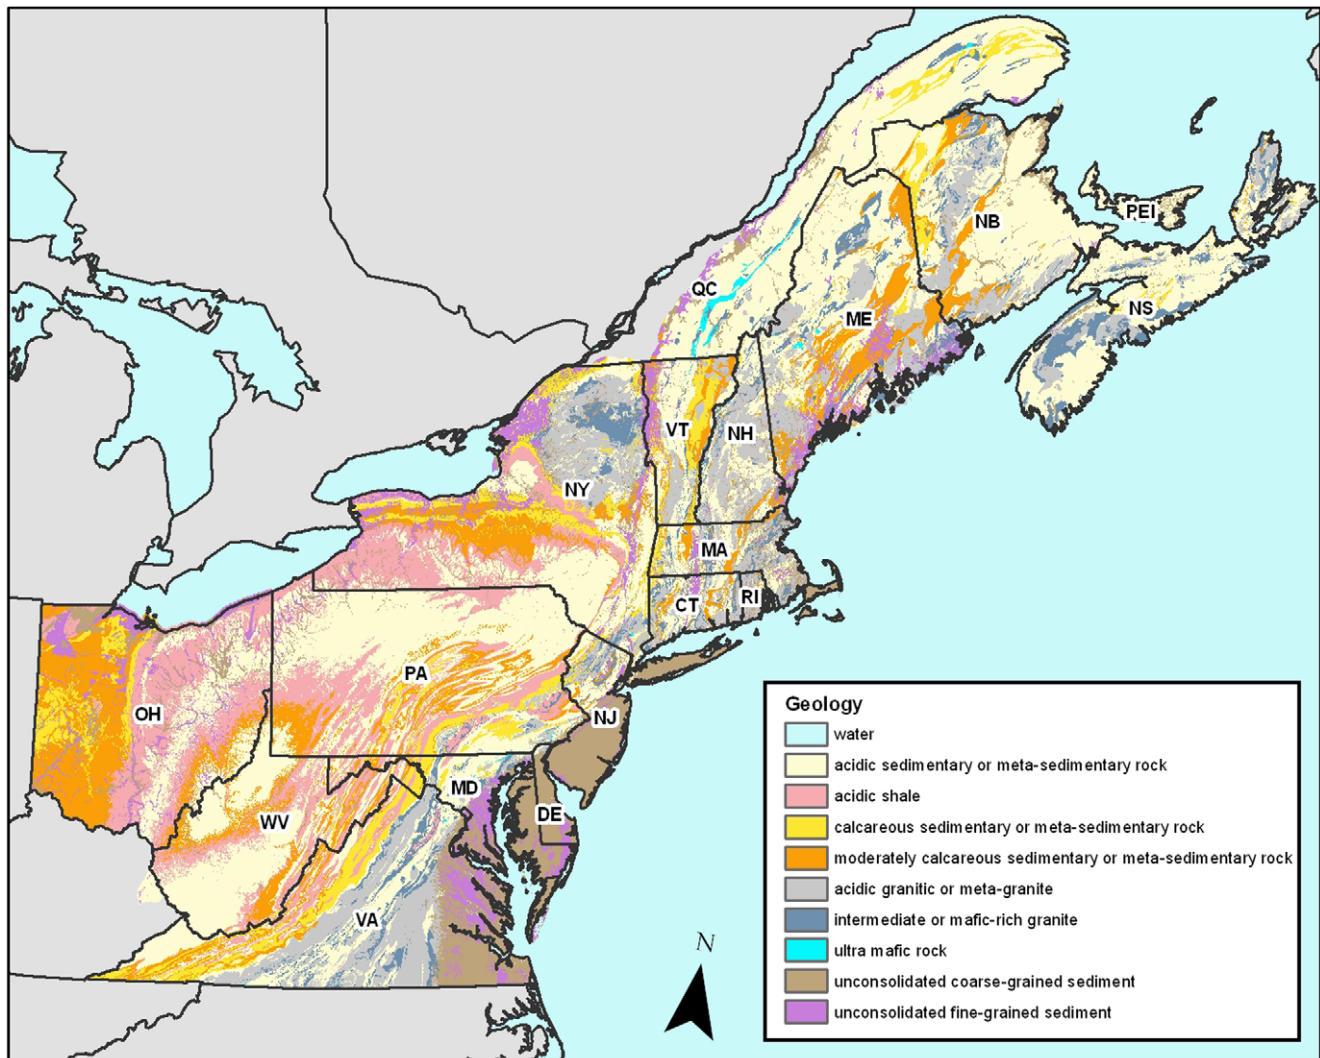 QC
NB
PEI
NS
ME
VT
NH
NY
MA
CT
RI
PA
OH
NJ
MD
DE
WV
VA
N
Geology
water
acidic sedimentary or meta-sedimentary rock
acidic shale
calcareous sedimentary or meta-sedimentary rock
moderately calcareous sedimentary or meta-sedimentary rock
acidic granitic or meta-granite
intermediate or mafic-rich granite
ultra mafic rock
unconsolidated coarse-grained sediment
unconsolidated fine-grained sediment